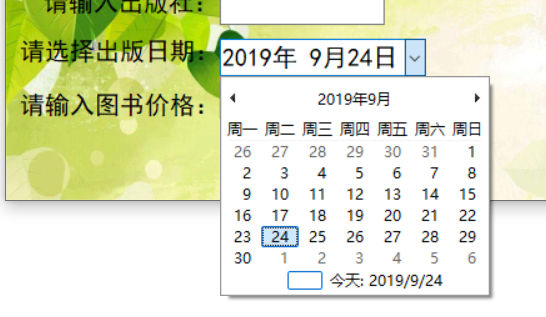 请输入出版社：
请选择出版日期：2019年 9月24日
请输入图书价格：
2019年9月
周一 周二 周三 周四 周五 周六 周日
26 27 28 29 30 31 1
2 3 4 5 6 7 8
9 10 11 12 13 14 15
16 17 18 19 20 21 22
23 24 25 26 27 28 29
30 1 2 3 4 5 6
今天: 2019/9/24